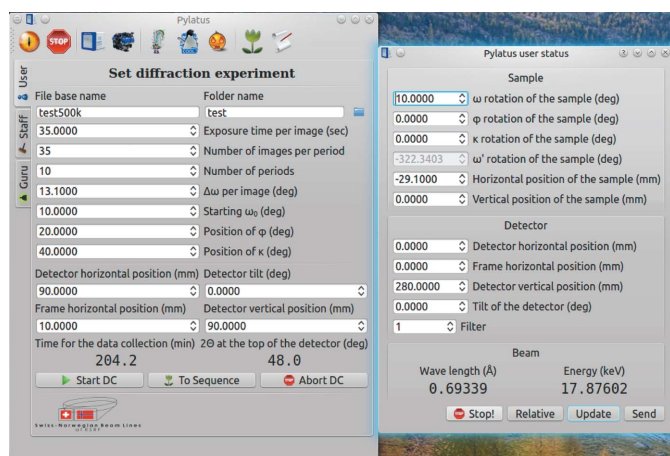 Pylatus
STOP
COOL
User
Staff
Guru
Set diffraction experiment
File base name Folder name
test500k test
35.0000 Exposure time per image (sec)
35 Number of images per period
10 Number of periods
13.1000 Δω per image (deg)
10.0000 Starting ω₀ (deg)
20.0000 Position of φ (deg)
40.0000 Position of κ (deg)
Detector horizontal position (mm) Detector tilt (deg)
90.0000 0.0000
Frame horizontal position (mm) Detector vertical position (mm)
10.0000 90.0000
Time for the data collection (min) 2Θ at the top of the detector (deg)
204.2 48.0
Start DC To Sequence Abort DC
Swiss-Norwegian Beam Lines
at ESRF
Pylatus user status
Sample
10.0000 ω rotation of the sample (deg)
0.0000 φ rotation of the sample (deg)
0.0000 κ rotation of the sample (deg)
-322.3403 ω' rotation of the sample (deg)
-29.1000 Horizontal position of the sample (mm)
0.0000 Vertical position of the sample (mm)
Detector
0.0000 Detector horizontal position (mm)
0.0000 Frame horizontal position (mm)
280.0000 Detector vertical position (mm)
0.0000 Tilt of the detector (deg)
1 Filter
Beam
Wave length (Å) Energy (keV)
0.69339 17.87602
Stop! Relative Update Send